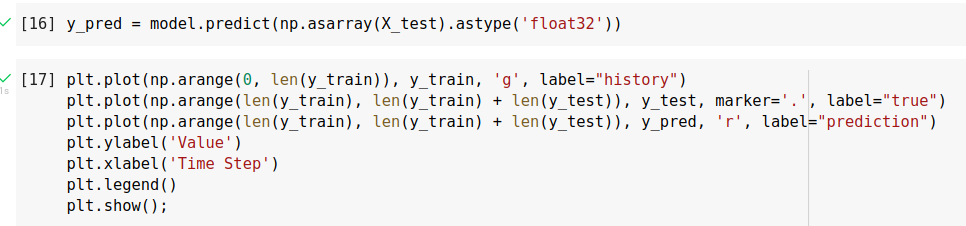 [16] y_pred = model.predict(np.asarray(X_test).astype('float32'))
[17] plt.plot(np.arange(0, len(y_train)), y_train, 'g', label="history")
1s
plt.plot(np.arange(len(y_train), len(y_train) + len(y_test)), y_test, marker='.', label="true")
plt.plot(np.arange(len(y_train), len(y_train) + len(y_test)), y_pred, 'r', label="prediction")
plt.ylabel('Value')
plt.xlabel('Time Step')
plt.legend()
plt.show();